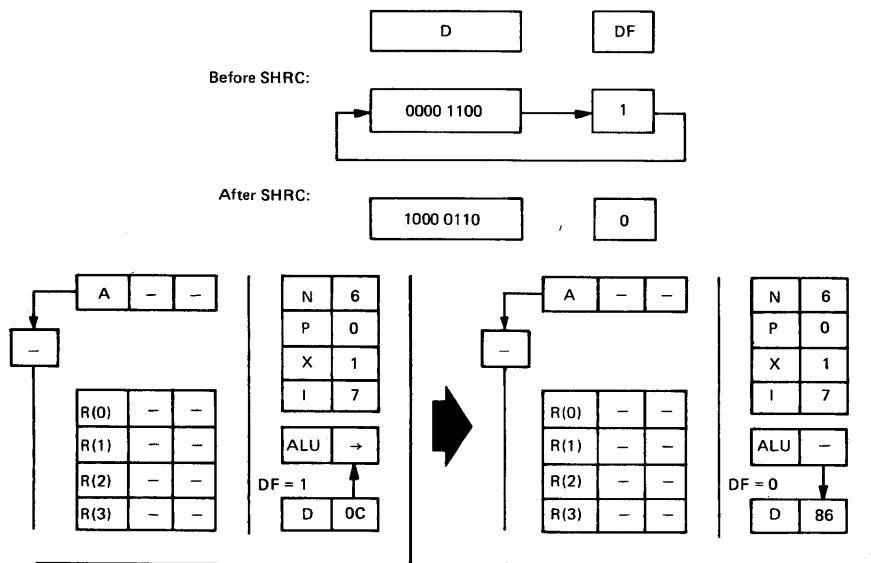 D DF
Before SHRC:
0000 1100 1
After SHRC:
1000 0110 , 0
A – –
–
N 6
P 0
X 1
I 7
R(0) – –
R(1) – –
R(2) – –
R(3) – –
ALU →
DF = 1
D 0C
A – –
–
N 6
P 0
X 1
I 7
R(0) – –
R(1) – –
R(2) – –
R(3) – –
ALU –
DF = 0
D 86